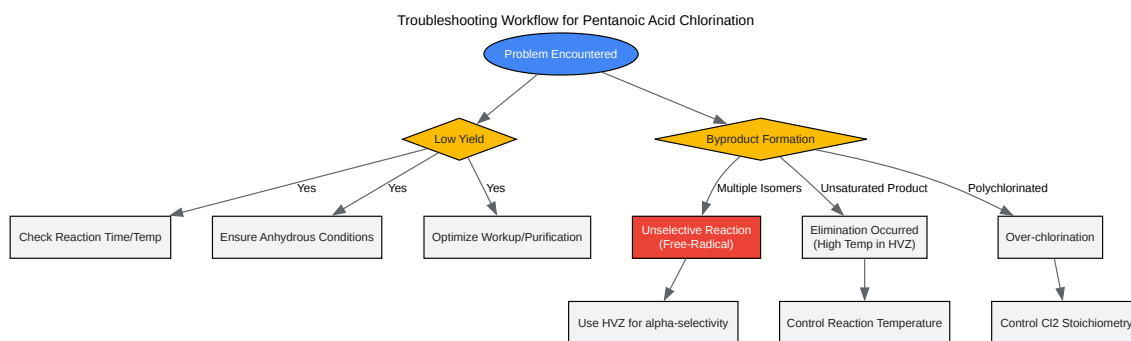 Troubleshooting Workflow for Pentanoic Acid Chlorination
Problem Encountered
Low Yield
Byproduct Formation
Yes
Yes
Yes
Multiple Isomers
Unsaturated Product
Polychlorinated
Check Reaction Time/Temp
Ensure Anhydrous Conditions
Optimize Workup/Purification
Unselective Reaction
(Free-Radical)
Elimination Occurred
(High Temp in HVZ)
Over-chlorination
Use HVZ for alpha-selectivity
Control Reaction Temperature
Control Cl2 Stoichiometry